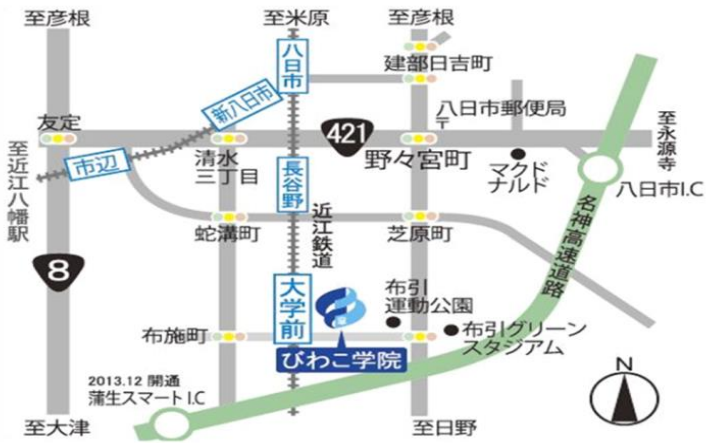 至彦根
至米原
至彦根
八日市
建部日吉町
新八日市
八日市郵便局
〒
友定
421
至永源寺
市辺
清水
三丁目
長谷野
野々宮町
マクド
ナルド
八日市I.C
至近江八幡駅
蛇溝町
近江鉄道
芝原町
名神高速道路
8
大学前
布引
運動公園
布施町
布引グリーン
スタジアム
びわこ学院
2013.12 開通
蒲生スマートI.C
N
至大津
至日野